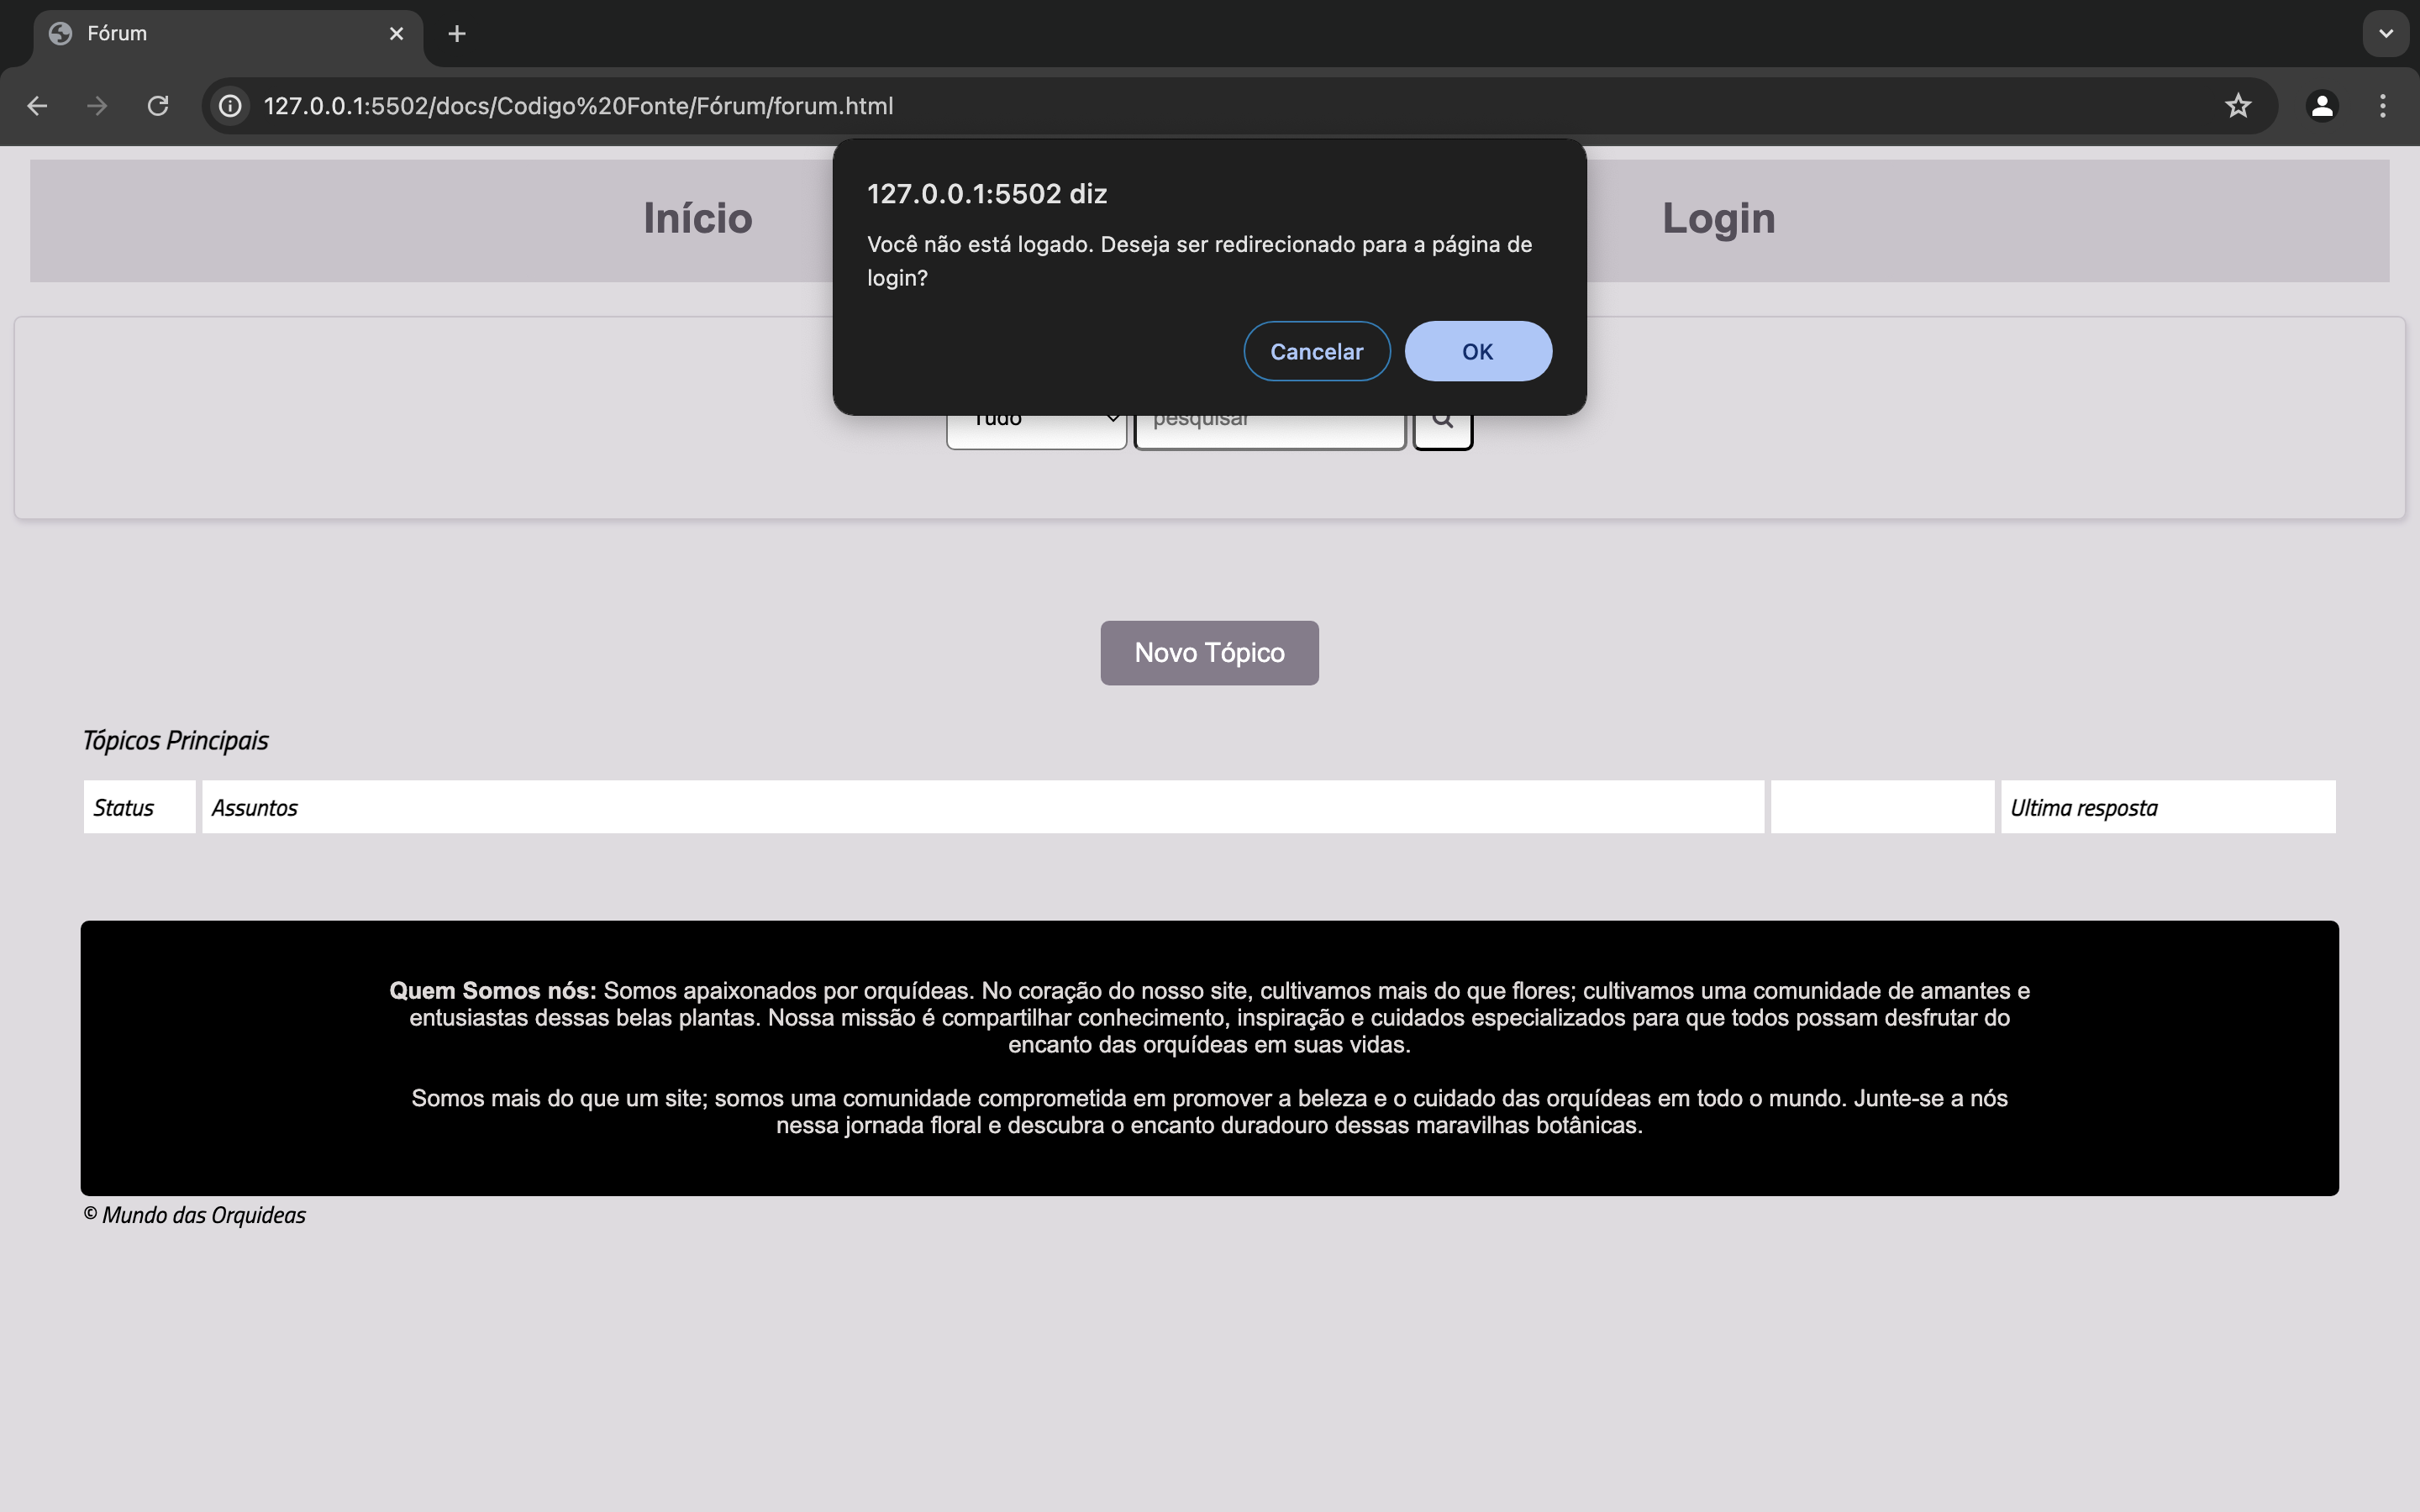 Fórum
127.0.0.1:5502/docs/Codigo%20Fonte/Fórum/forum.html
127.0.0.1:5502 diz
Você não está logado. Deseja ser redirecionado para a página de
login?
Cancelar
OK
Início
Login
Tudo
pesquisar
Novo Tópico
Tópicos Principais
Status
Assuntos
Ultima resposta
Quem Somos nós: Somos apaixonados por orquídeas. No coração do nosso site, cultivamos mais do que flores; cultivamos uma comunidade de amantes e
entusiastas dessas belas plantas. Nossa missão é compartilhar conhecimento, inspiração e cuidados especializados para que todos possam desfrutar do
encanto das orquídeas em suas vidas.
Somos mais do que um site; somos uma comunidade comprometida em promover a beleza e o cuidado das orquídeas em todo o mundo. Junte-se a nós
nessa jornada floral e descubra o encanto duradouro dessas maravilhas botânicas.
© Mundo das Orquideas